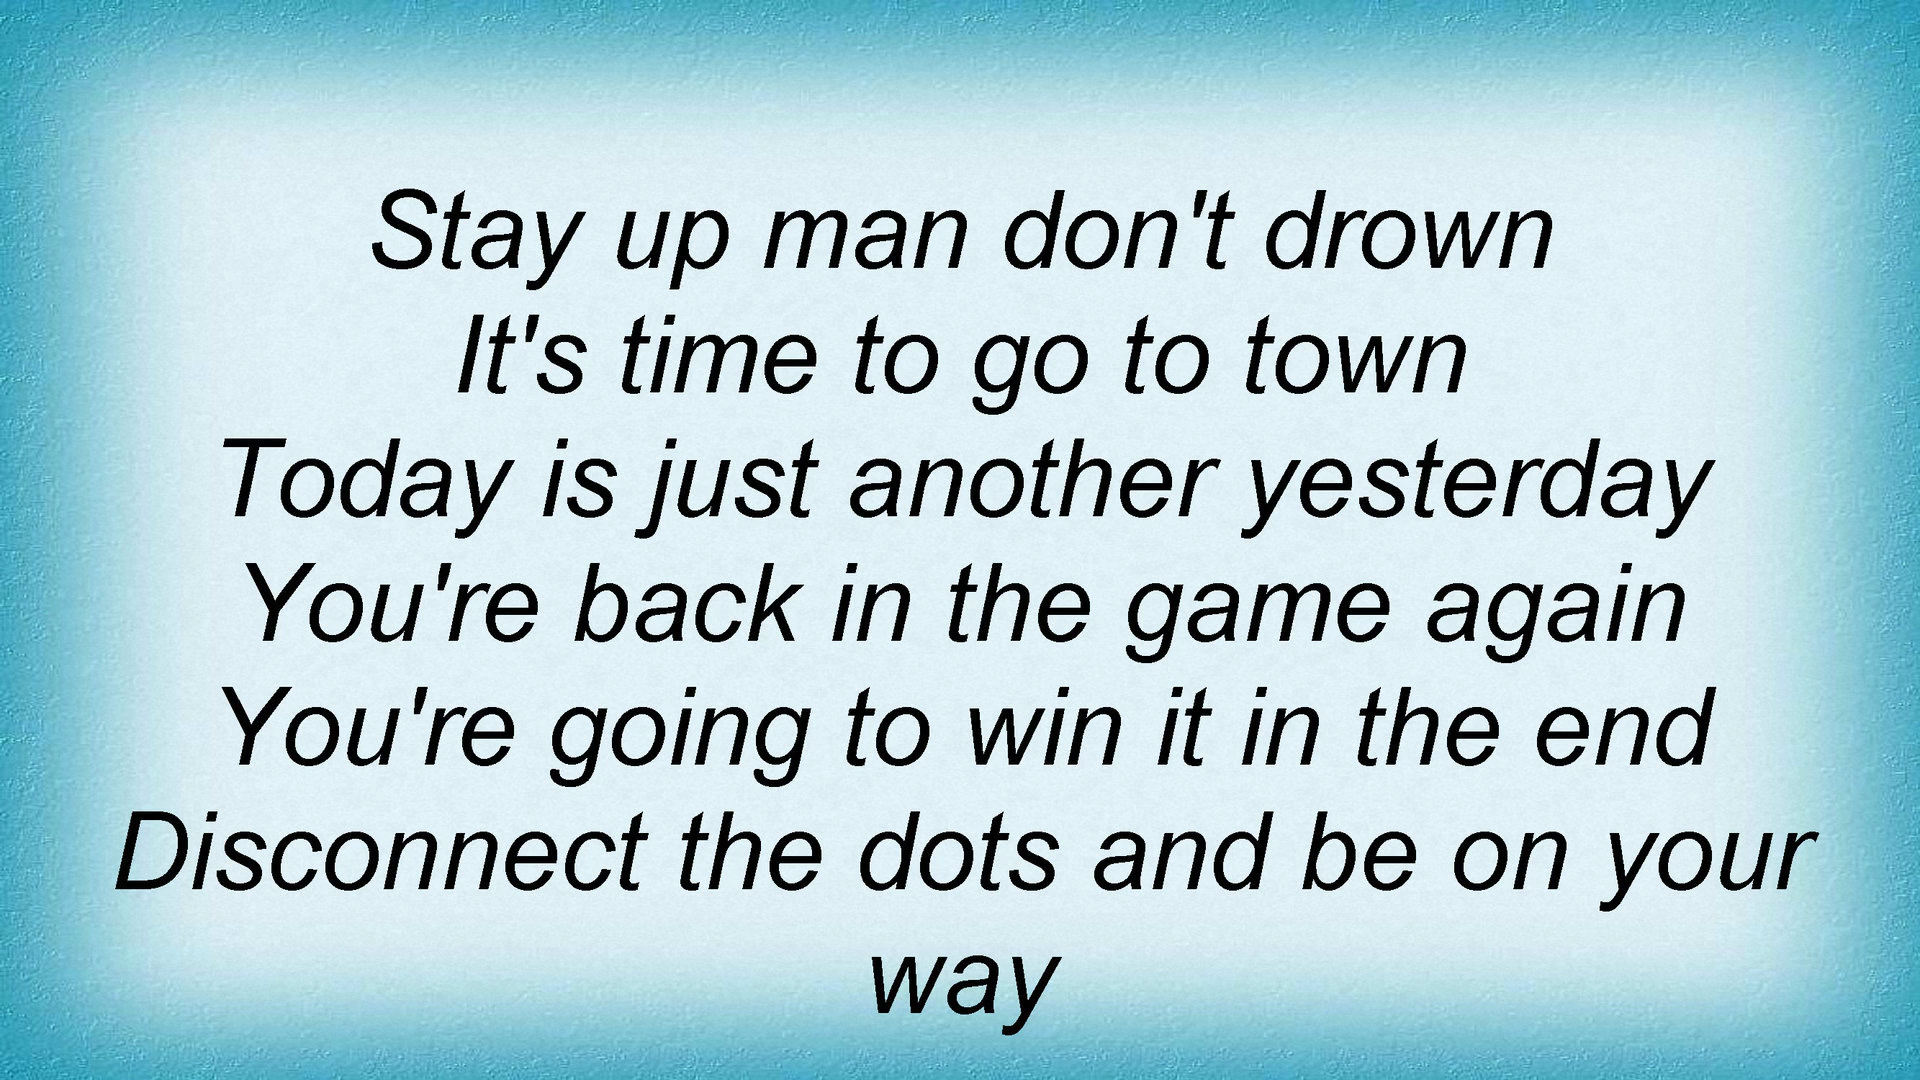 Stay up man don't drown
It's time to go to town
Today is just another yesterday
You're back in the game again
You're going to win it in the end
Disconnect the dots and be on your
way